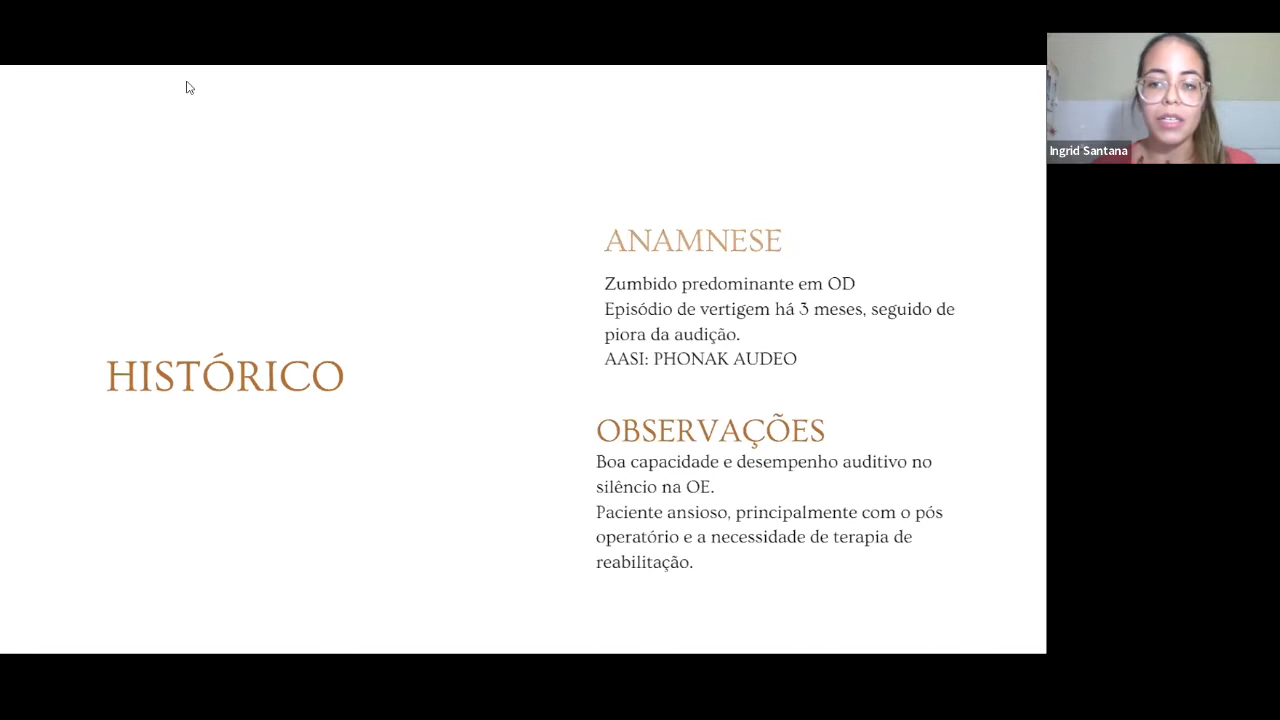 HISTÓRICO
ANAMNESE
Zumbido predominante em OD
Episódio de vertigem há 3 meses, seguido de
piora da audição.
AASI: PHONAK AUDEO
OBSERVAÇÕES
Boa capacidade e desempenho auditivo no
silêncio na OE.
Paciente ansioso, principalmente com o pós
operatório e a necessidade de terapia de
reabilitação.
Ingrid Santana